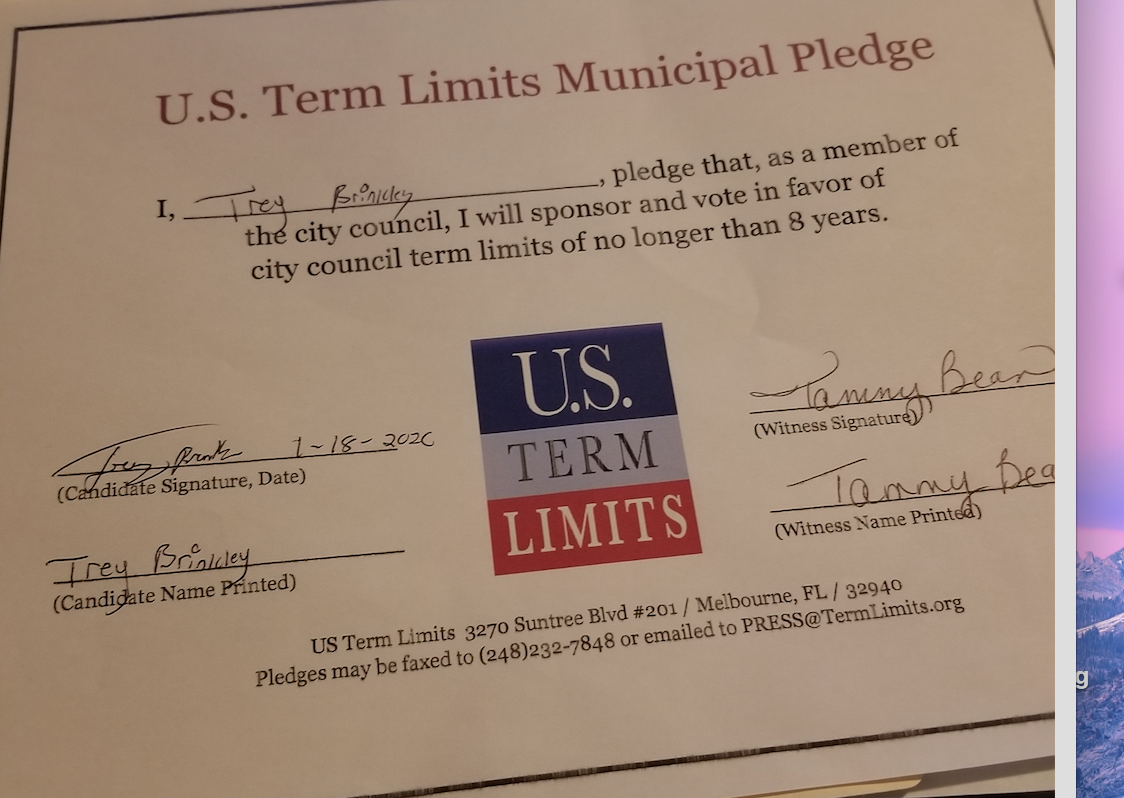 U.S. Term Limits Municipal Pledge
I, Trey Brinkley, pledge that, as a member of
the city council, I will sponsor and vote in favor of
city council term limits of no longer than 8 years.
U.S.
TERM
LIMITS
Trey Brink 1-18-2020
(Candidate Signature, Date)
Trey Brinkley
(Candidate Name Printed)
Tammy Bean
(Witness Signature)
Tammy Bea
(Witness Name Printed)
US Term Limits 3270 Suntree Blvd #201 / Melbourne, FL / 32940
Pledges may be faxed to (248)232-7848 or emailed to PRESS@TermLimits.org
g